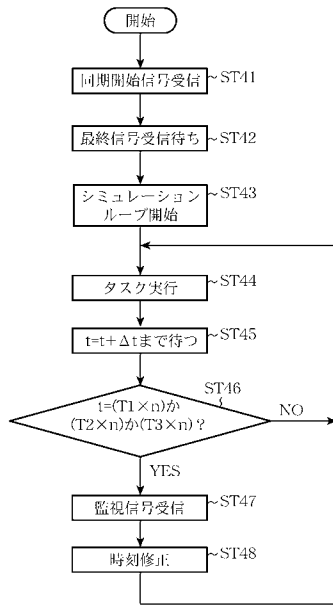 開始
同期開始信号受信
ST41
最終信号受信待ち
ST42
シミュレーション
ループ開始
ST43
タスク実行
ST44
t=t+Δtまで待つ
ST45
ST46
t=(T1×n)か
(T2×n)か(T3×n)？
NO
YES
監視信号受信
ST47
時刻修正
ST48